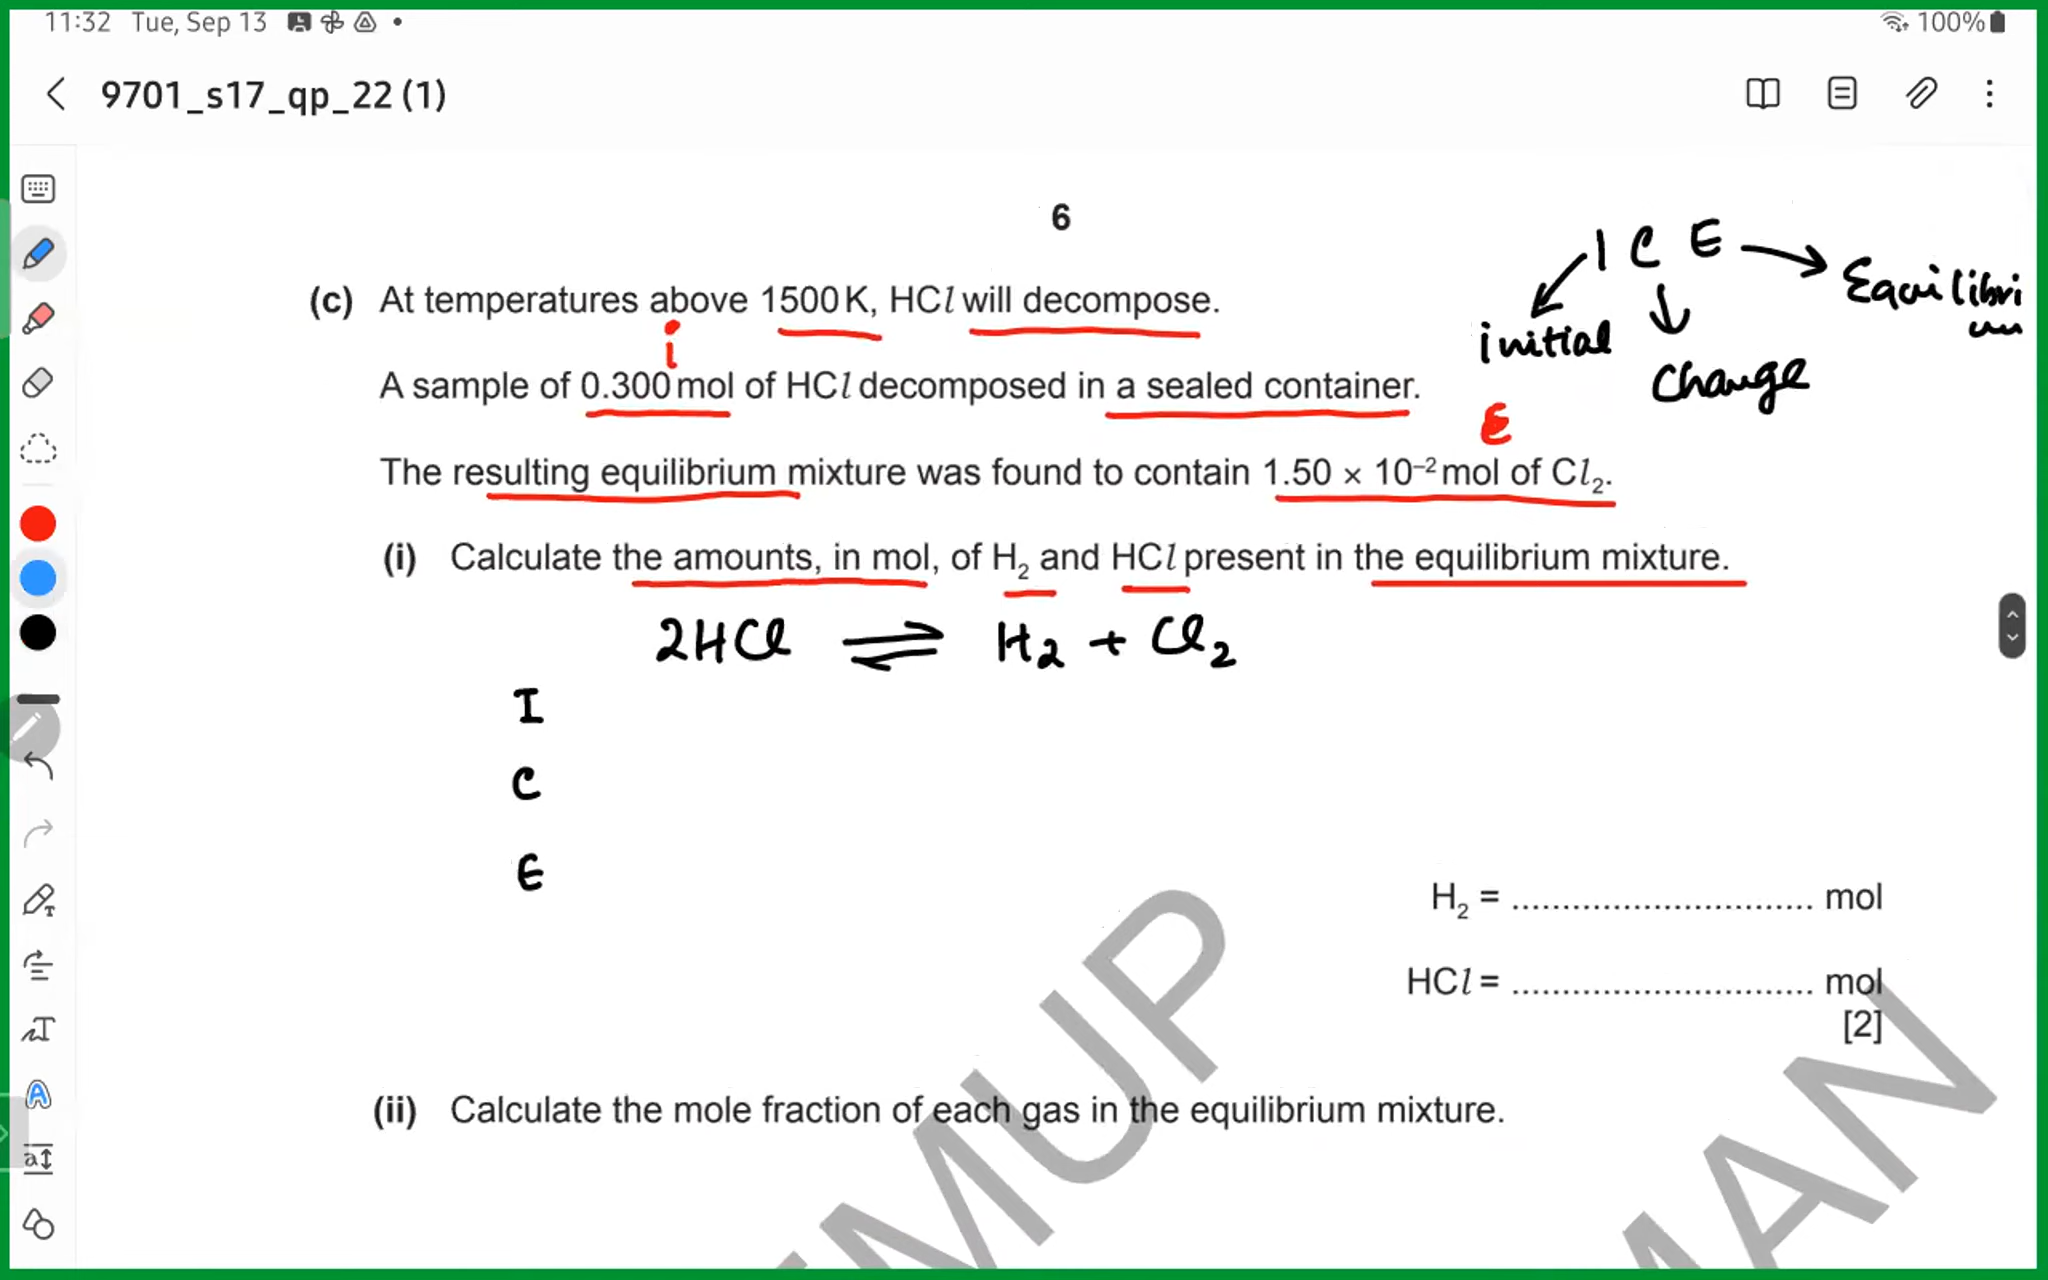 11:32 Tue, Sep 13
100%
9701_s17_qp_22 (1)
6
I C E
initial
Change
Equilibrium
(c) At temperatures above 1500 K, HCl will decompose.
i
A sample of 0.300 mol of HCl decomposed in a sealed container.
E
The resulting equilibrium mixture was found to contain 1.50 × 10⁻² mol of Cl₂.
(i) Calculate the amounts, in mol, of H₂ and HCl present in the equilibrium mixture.
2HCl ⇌ H₂ + Cl₂
I
C
E
H₂ = .............................. mol
HCl = .............................. mol
[2]
(ii) Calculate the mole fraction of each gas in the equilibrium mixture.
MUP
MAN